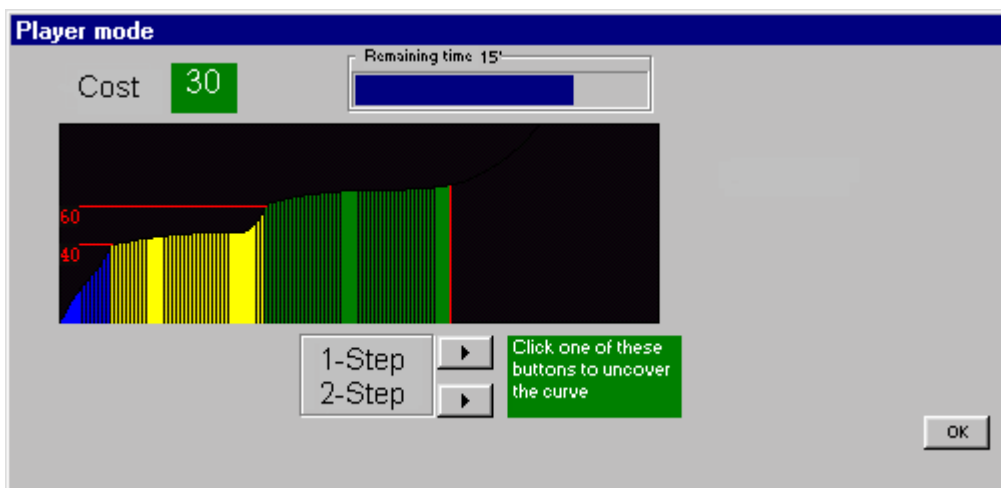 Player mode
Remaining time 15'
Cost 30
60
40
1-Step
2-Step
Click one of these
buttons to uncover
the curve
OK